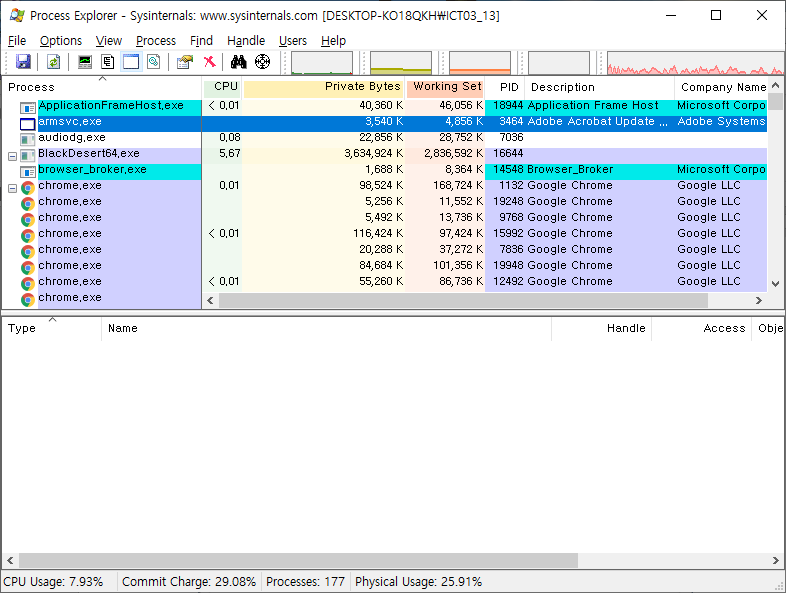 Process Explorer - Sysinternals: www.sysinternals.com [DESKTOP-KO18QKH₩ICT03_13]
File Options View Process Find Handle Users Help
Process CPU Private Bytes Working Set PID Description Company Name
ApplicationFrameHost,exe < 0,01 40,360 K 46,056 K 18944 Application Frame Host Microsoft Corpo
armsvc,exe 3,540 K 4,856 K 3464 Adobe Acrobat Update ... Adobe Systems
audiodg,exe 0,08 22,856 K 28,752 K 7036
BlackDesert64,exe 5,67 3,634,924 K 2,836,592 K 16644
browser_broker,exe 1,688 K 8,364 K 14548 Browser_Broker Microsoft Corpo
chrome,exe 0,01 98,524 K 168,724 K 1132 Google Chrome Google LLC
chrome,exe 5,256 K 11,552 K 19248 Google Chrome Google LLC
chrome,exe 5,492 K 13,736 K 9768 Google Chrome Google LLC
chrome,exe < 0,01 116,424 K 97,424 K 15992 Google Chrome Google LLC
chrome,exe 20,288 K 37,272 K 7836 Google Chrome Google LLC
chrome,exe 84,684 K 101,356 K 19948 Google Chrome Google LLC
chrome,exe < 0,01 55,260 K 86,736 K 12492 Google Chrome Google LLC
chrome,exe
Type Name Handle Access Obje
CPU Usage: 7.93% Commit Charge: 29.08% Processes: 177 Physical Usage: 25.91%